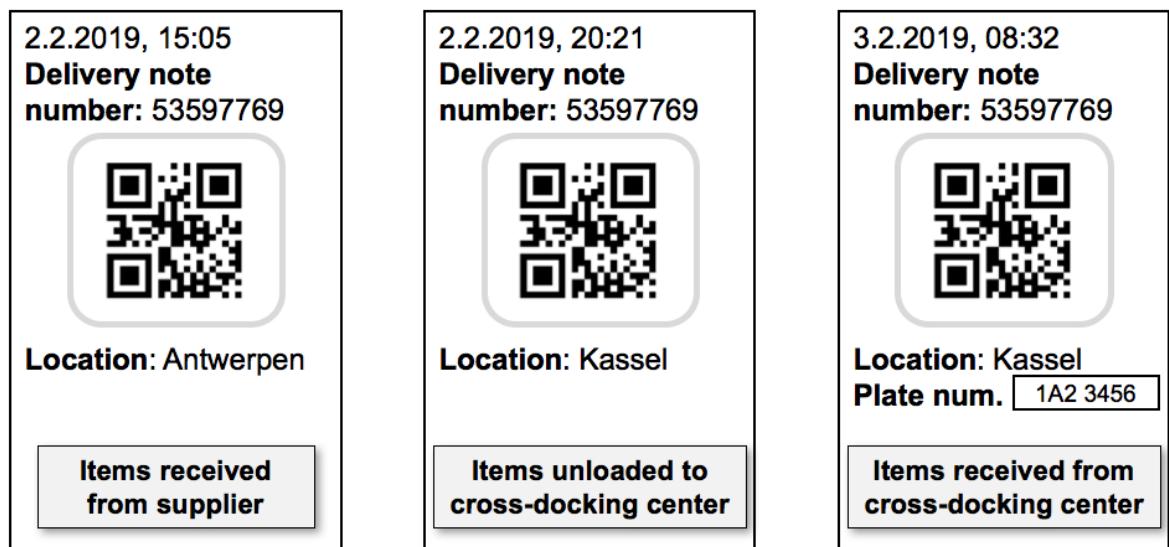 2.2.2019, 15:05
Delivery note
number: 53597769
Location: Antwerpen
Items received
from supplier
2.2.2019, 20:21
Delivery note
number: 53597769
Location: Kassel
Items unloaded to
cross-docking center
3.2.2019, 08:32
Delivery note
number: 53597769
Location: Kassel
Plate num. 1A2 3456
Items received from
cross-docking center